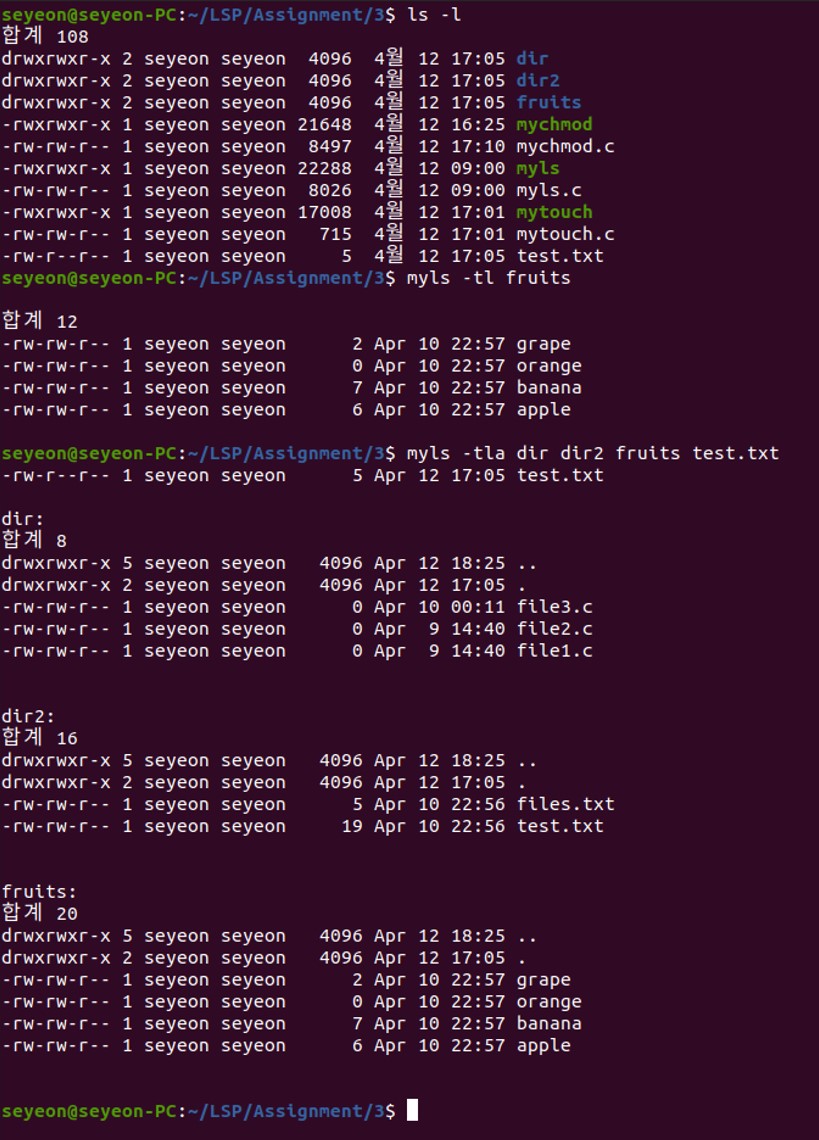 seyeon@seyeon-PC:~/LSP/Assignment/3$ ls -l
합계 108
drwxrwxr-x 2 seyeon seyeon  4096  4월 12 17:05 dir
drwxrwxr-x 2 seyeon seyeon  4096  4월 12 17:05 dir2
drwxrwxr-x 2 seyeon seyeon  4096  4월 12 17:05 fruits
-rwxrwxr-x 1 seyeon seyeon 21648  4월 12 16:25 mychmod
-rw-rw-r-- 1 seyeon seyeon  8497  4월 12 17:10 mychmod.c
-rwxrwxr-x 1 seyeon seyeon 22288  4월 12 09:00 myls
-rw-rw-r-- 1 seyeon seyeon  8026  4월 12 09:00 myls.c
-rwxrwxr-x 1 seyeon seyeon 17008  4월 12 17:01 mytouch
-rw-rw-r-- 1 seyeon seyeon   715  4월 12 17:01 mytouch.c
-rw-r--r-- 1 seyeon seyeon     5  4월 12 17:05 test.txt
seyeon@seyeon-PC:~/LSP/Assignment/3$ myls -tl fruits

합계 12
-rw-rw-r-- 1 seyeon seyeon      2 Apr 10 22:57 grape
-rw-rw-r-- 1 seyeon seyeon      0 Apr 10 22:57 orange
-rw-rw-r-- 1 seyeon seyeon      7 Apr 10 22:57 banana
-rw-rw-r-- 1 seyeon seyeon      6 Apr 10 22:57 apple

seyeon@seyeon-PC:~/LSP/Assignment/3$ myls -tla dir dir2 fruits test.txt
-rw-r--r-- 1 seyeon seyeon      5 Apr 12 17:05 test.txt

dir:
합계 8
drwxrwxr-x 5 seyeon seyeon   4096 Apr 12 18:25 ..
drwxrwxr-x 2 seyeon seyeon   4096 Apr 12 17:05 .
-rw-rw-r-- 1 seyeon seyeon      0 Apr 10 00:11 file3.c
-rw-rw-r-- 1 seyeon seyeon      0 Apr  9 14:40 file2.c
-rw-rw-r-- 1 seyeon seyeon      0 Apr  9 14:40 file1.c

dir2:
합계 16
drwxrwxr-x 5 seyeon seyeon   4096 Apr 12 18:25 ..
drwxrwxr-x 2 seyeon seyeon   4096 Apr 12 17:05 .
-rw-rw-r-- 1 seyeon seyeon      5 Apr 10 22:56 files.txt
-rw-rw-r-- 1 seyeon seyeon     19 Apr 10 22:56 test.txt

fruits:
합계 20
drwxrwxr-x 5 seyeon seyeon   4096 Apr 12 18:25 ..
drwxrwxr-x 2 seyeon seyeon   4096 Apr 12 17:05 .
-rw-rw-r-- 1 seyeon seyeon      2 Apr 10 22:57 grape
-rw-rw-r-- 1 seyeon seyeon      0 Apr 10 22:57 orange
-rw-rw-r-- 1 seyeon seyeon      7 Apr 10 22:57 banana
-rw-rw-r-- 1 seyeon seyeon      6 Apr 10 22:57 apple

seyeon@seyeon-PC:~/LSP/Assignment/3$